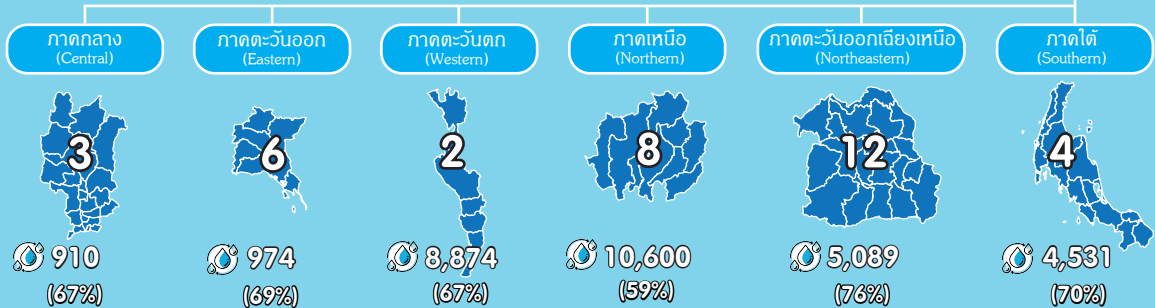 ภาคกลาง
(Central)
3
910
(67%)
ภาคตะวันออก
(Eastern)
6
974
(69%)
ภาคตะวันตก
(Western)
2
8,874
(67%)
ภาคเหนือ
(Northern)
8
10,600
(59%)
ภาคตะวันออกเฉียงเหนือ
(Northeastern)
12
5,089
(76%)
ภาคใต้
(Southern)
4
4,531
(70%)